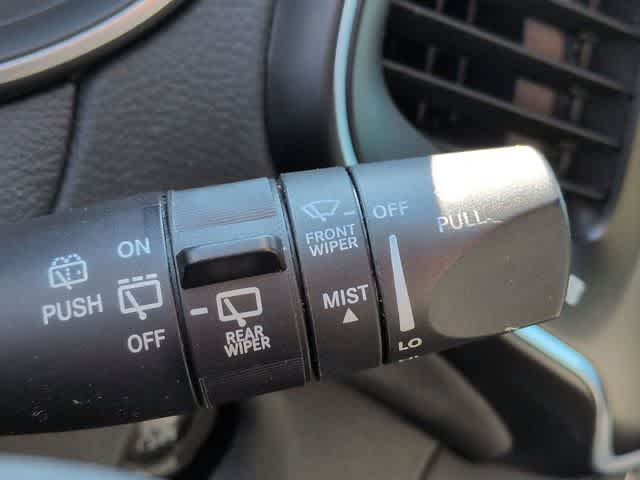 PUSH
ON
OFF
REAR
WIPER
FRONT
WIPER
MIST
OFF
LO
PULL